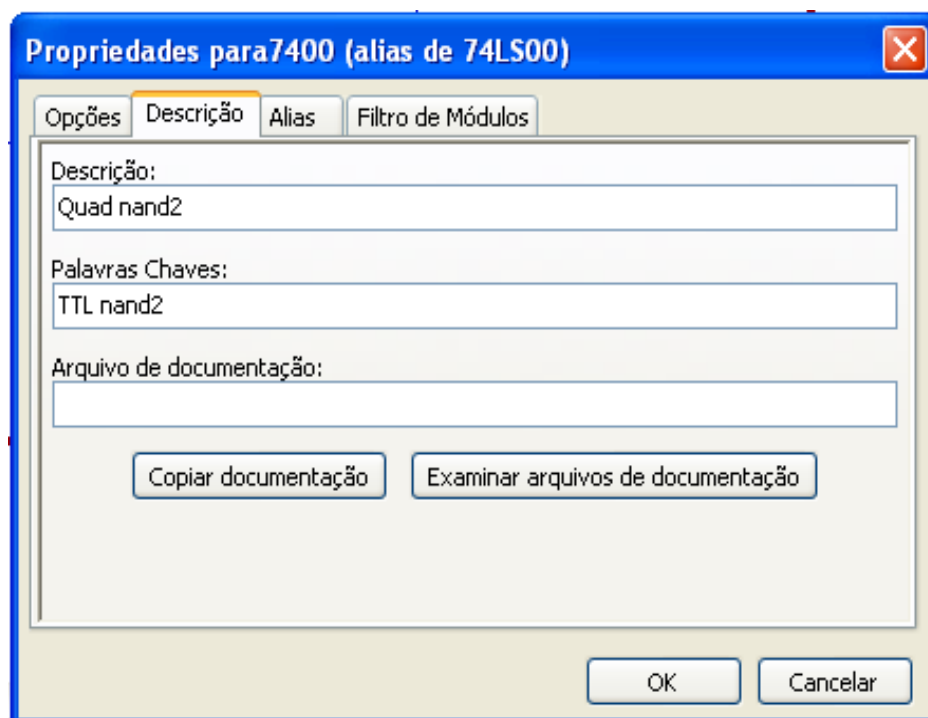 Propriedades para7400 (alias de 74LS00)
Opções Descrição Alias Filtro de Módulos
Descrição:
Quad nand2
Palavras Chaves:
TTL nand2
Arquivo de documentação:
Copiar documentação Examinar arquivos de documentação
OK Cancelar